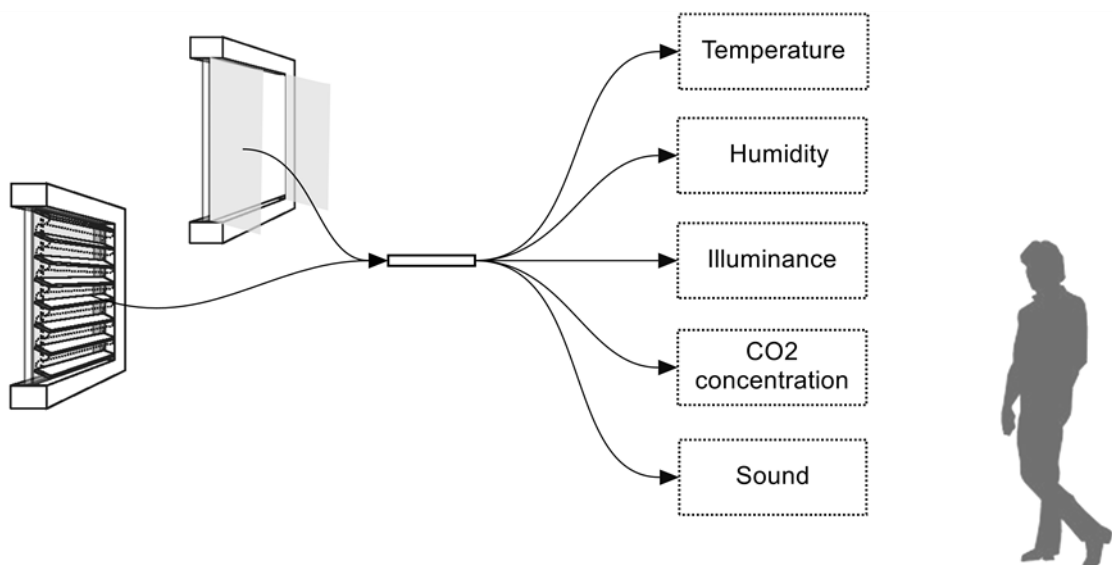 Temperature
Humidity
Illuminance
CO2
concentration
Sound